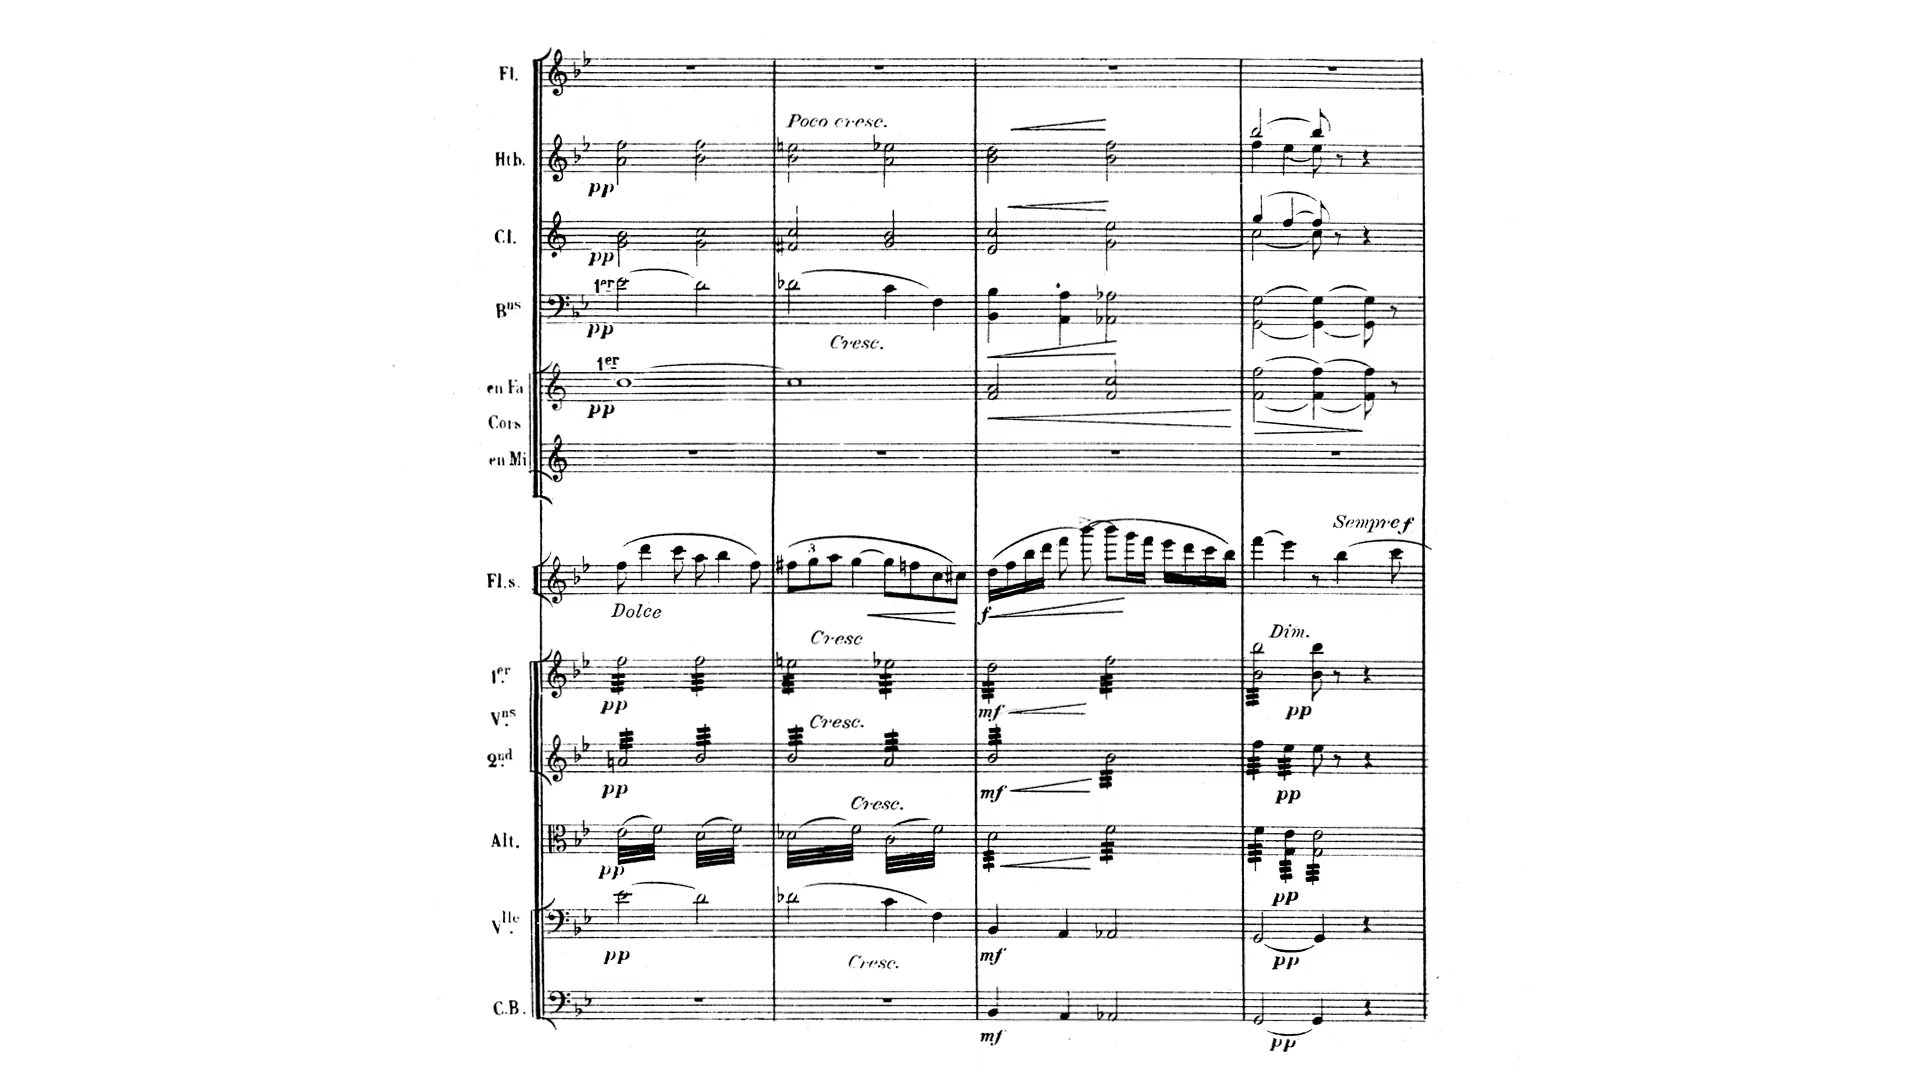 Fl.
Poco cresc.
Htb.
pp
Cl.
pp
1er
Bns
pp
Cresc.
1er
en Fa
pp
Cors
en Mi
Sempre f
3
Fl.s.
Dolce
f
Cresc
Dim.
1er
pp
mf
pp
Vns
Cresc.
2nd
pp
mf
pp
Cresc.
Alt.
pp
pp
Vlle
pp
Cresc.
mf
pp
C.B.
mf
pp